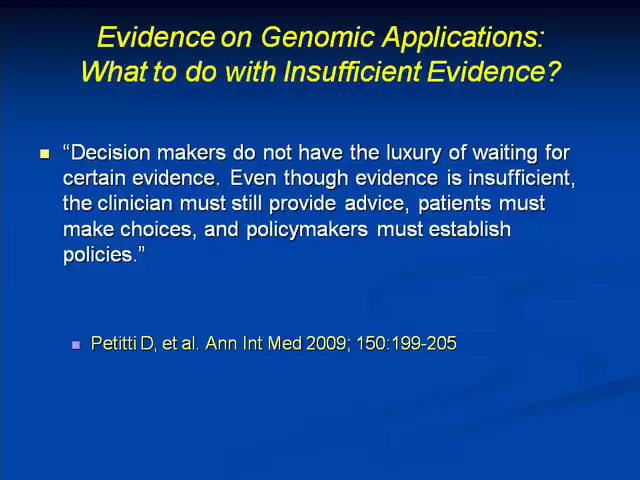 Evidence on Genomic Applications:
What to do with Insufficient Evidence?
“Decision makers do not have the luxury of waiting for
certain evidence. Even though evidence is insufficient,
the clinician must still provide advice, patients must
make choices, and policymakers must establish
policies.”
Petitti D, et al. Ann Int Med 2009; 150:199-205